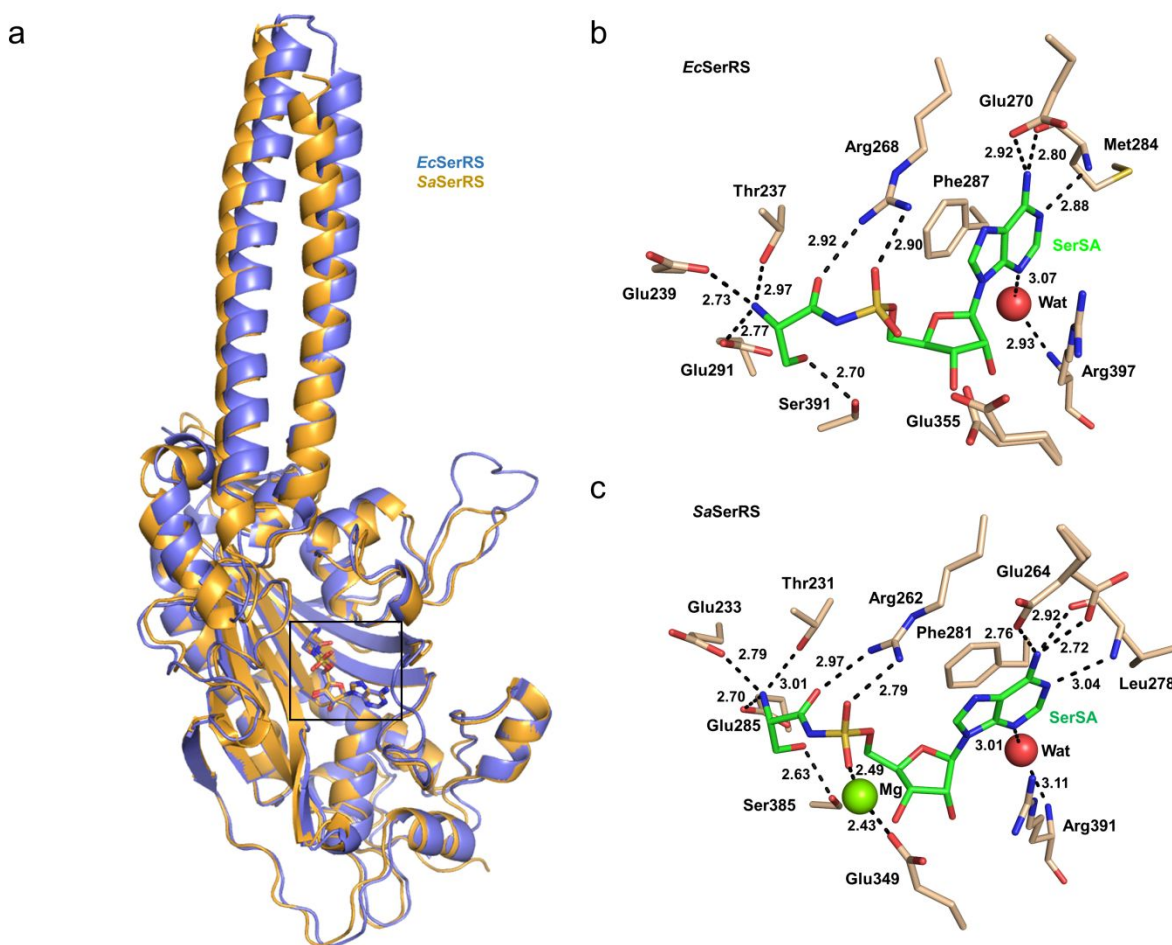 a
EcSerRS
SaSerRS
b
EcSerRS
Glu270
Arg268
Met284
2.92
2.80
Thr237
Phe287
2.88
2.92
2.90
SerSA
Glu239
2.97
3.07
2.73
Wat
2.77
2.93
Glu291
2.70
Arg397
Ser391
Glu355
c
SaSerRS
Glu264
Thr231
Arg262
Glu233
2.92
Phe281
2.76
2.79
2.97
2.72
Leu278
2.70
3.01
2.79
3.04
Glu285
SerSA
3.01
Wat
2.63
2.49
Mg
3.11
Ser385
2.43
Arg391
Glu349